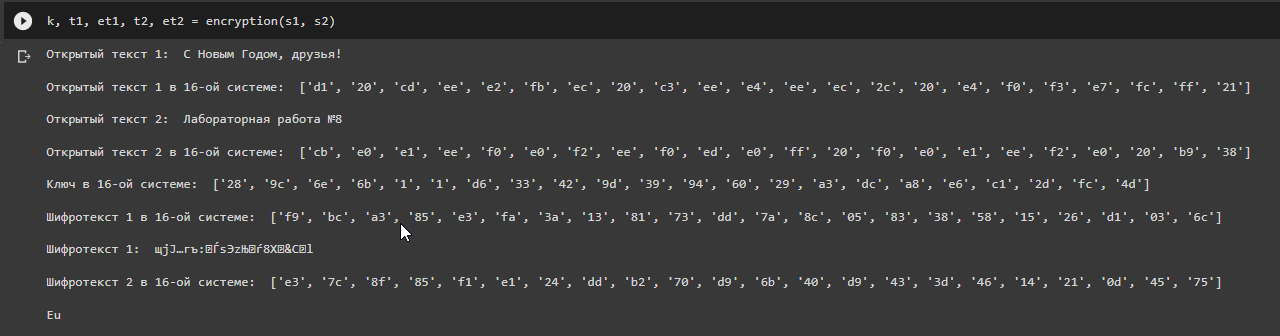 k, t1, et1, t2, et2 = encryption(s1, s2)
Открытый текст 1:  С Новым Годом, друзья!
Открытый текст 1 в 16-ой системе:  ['d1', '20', 'cd', 'ee', 'e2', 'fb', 'ec', '20', 'c3', 'ee', 'e4', 'ee', 'ec', '2c', '20', 'e4', 'f0', 'f3', 'e7', 'fc', 'ff', '21']
Открытый текст 2:  Лабораторная работа №8
Открытый текст 2 в 16-ой системе:  ['cb', 'e0', 'e1', 'ee', 'f0', 'e0', 'f2', 'ee', 'f0', 'ed', 'e0', 'ff', '20', 'f0', 'e0', 'e1', 'ee', 'f2', 'e0', '20', 'b9', '38']
Ключ в 16-ой системе:  ['28', '9c', '6e', '6b', '1', '1', 'd6', '33', '42', '9d', '39', '94', '60', '29', 'a3', 'dc', 'a8', 'e6', 'c1', '2d', 'fc', '4d']
Шифротекст 1 в 16-ой системе:  ['f9', 'bc', 'a3', '85', 'e3', 'fa', '3a', '13', '81', '73', 'dd', '7a', '8c', '05', '83', '38', '58', '15', '26', 'd1', '03', '6c']
Шифротекст 1:
Шифротекст 2 в 16-ой системе:  ['e3', '7c', '8f', '85', 'f1', 'e1', '24', 'dd', 'b2', '70', 'd9', '6b', '40', 'd9', '43', '3d', '46', '14', '21', '0d', '45', '75']
Eu